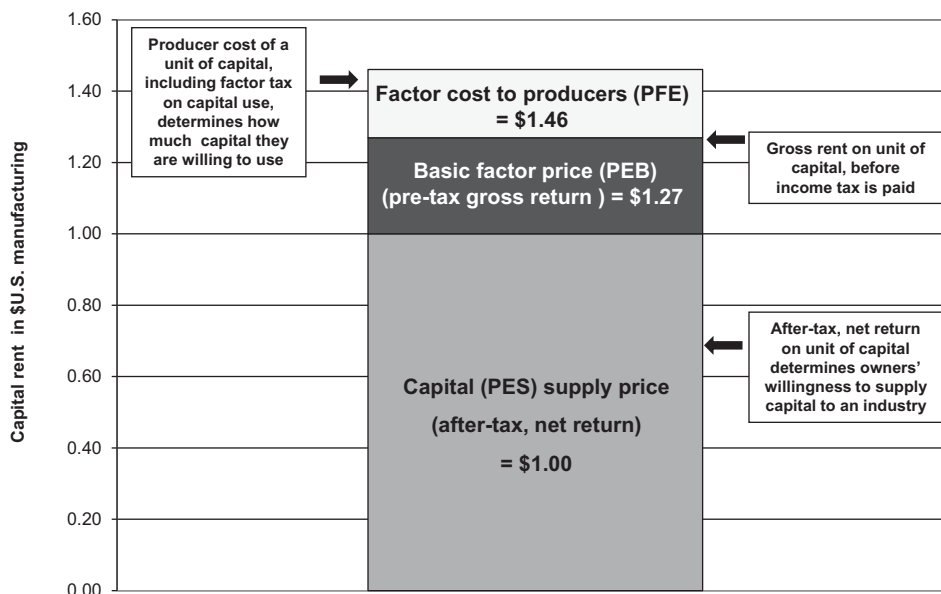 1.60
1.40
1.20
1.00
0.80
0.60
0.40
0.20
0.00
Capital rent in $U.S. manufacturing
Producer cost of a
unit of capital,
including factor tax
on capital use,
determines how
much capital they
are willing to use
Factor cost to producers (PFE)
= $1.46
Basic factor price (PEB)
(pre-tax gross return ) = $1.27
Gross rent on unit of
capital, before
income tax is paid
Capital (PES) supply price
(after-tax, net return)
= $1.00
After-tax, net return
on unit of capital
determines owners’
willingness to supply
capital to an industry